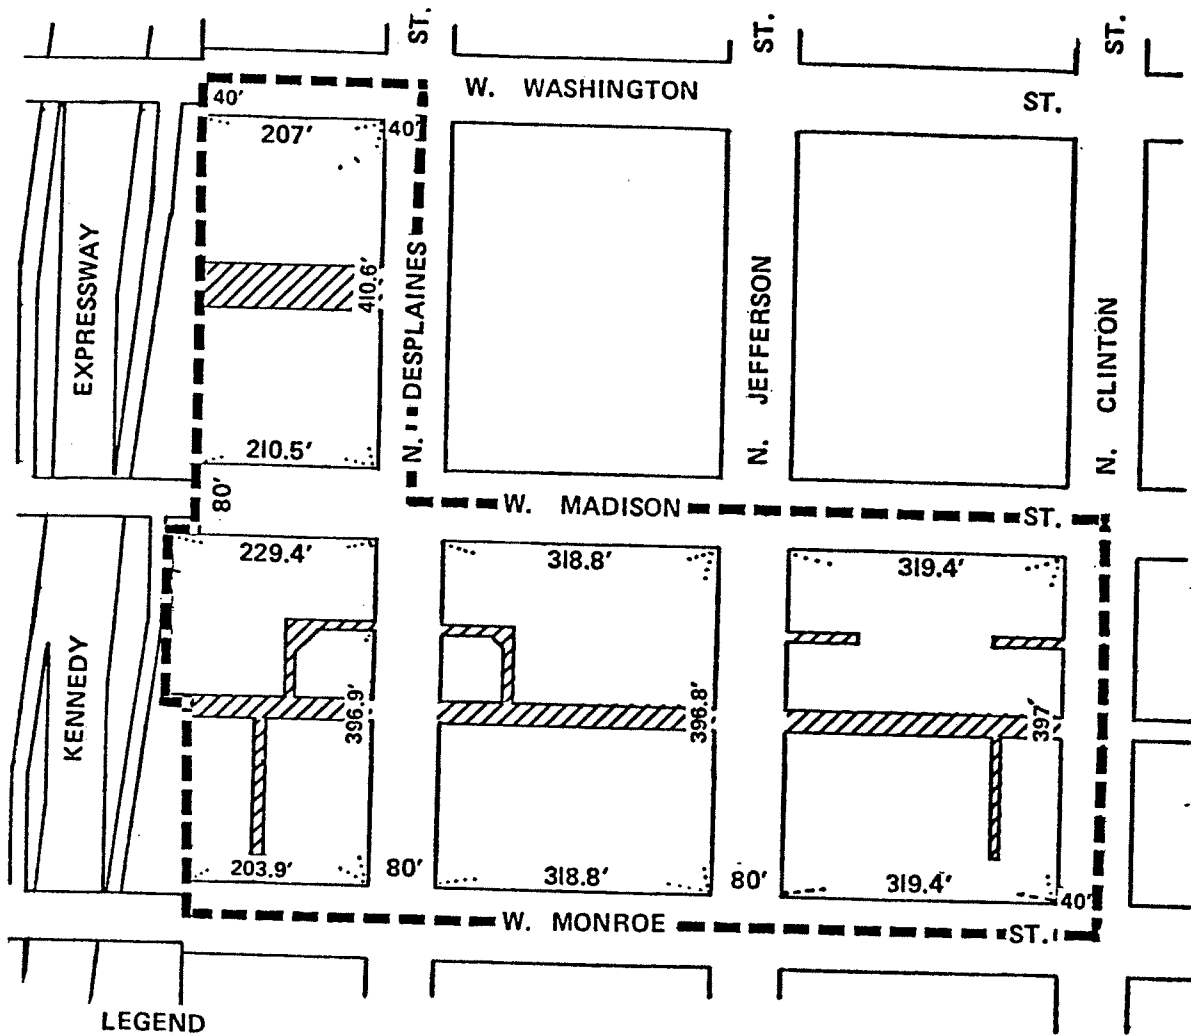 ST.
ST.
ST.
W. WASHINGTON ST.
40'
207'
40'
EXPRESSWAY
410.6'
N. DESPLAINES
N. JEFFERSON
N. CLINTON
210.5'
80'
W. MADISON ST.
229.4'
318.8'
319.4'
KENNEDY
396.9'
396.8'
397'
203.9'
80'
318.8'
80'
319.4'
40'
W. MONROE ST.
LEGEND